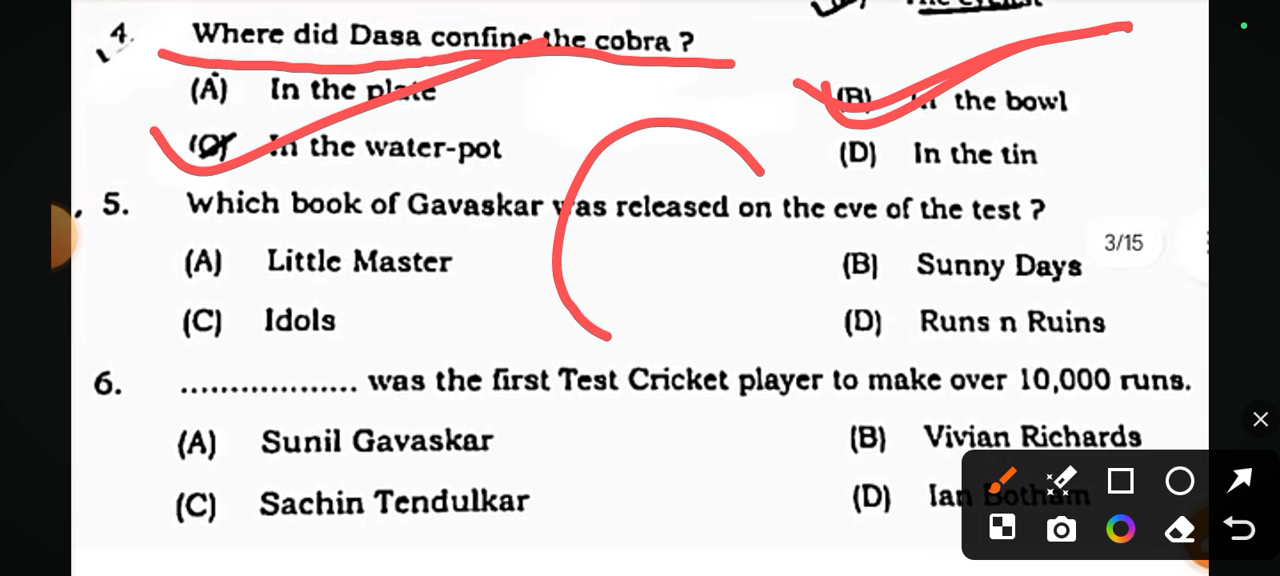 4. Where did Dasa confine the cobra ?
(A) In the plate (B) In the bowl
In the water-pot (D) In the tin
5. Which book of Gavaskar was released on the eve of the test ?
3/15
(A) Little Master (B) Sunny Days
(C) Idols (D) Runs n Ruins
6. .................. was the first Test Cricket player to make over 10,000 runs.
(A) Sunil Gavaskar (B) Vivian Richards
(C) Sachin Tendulkar (D) Ian Botham